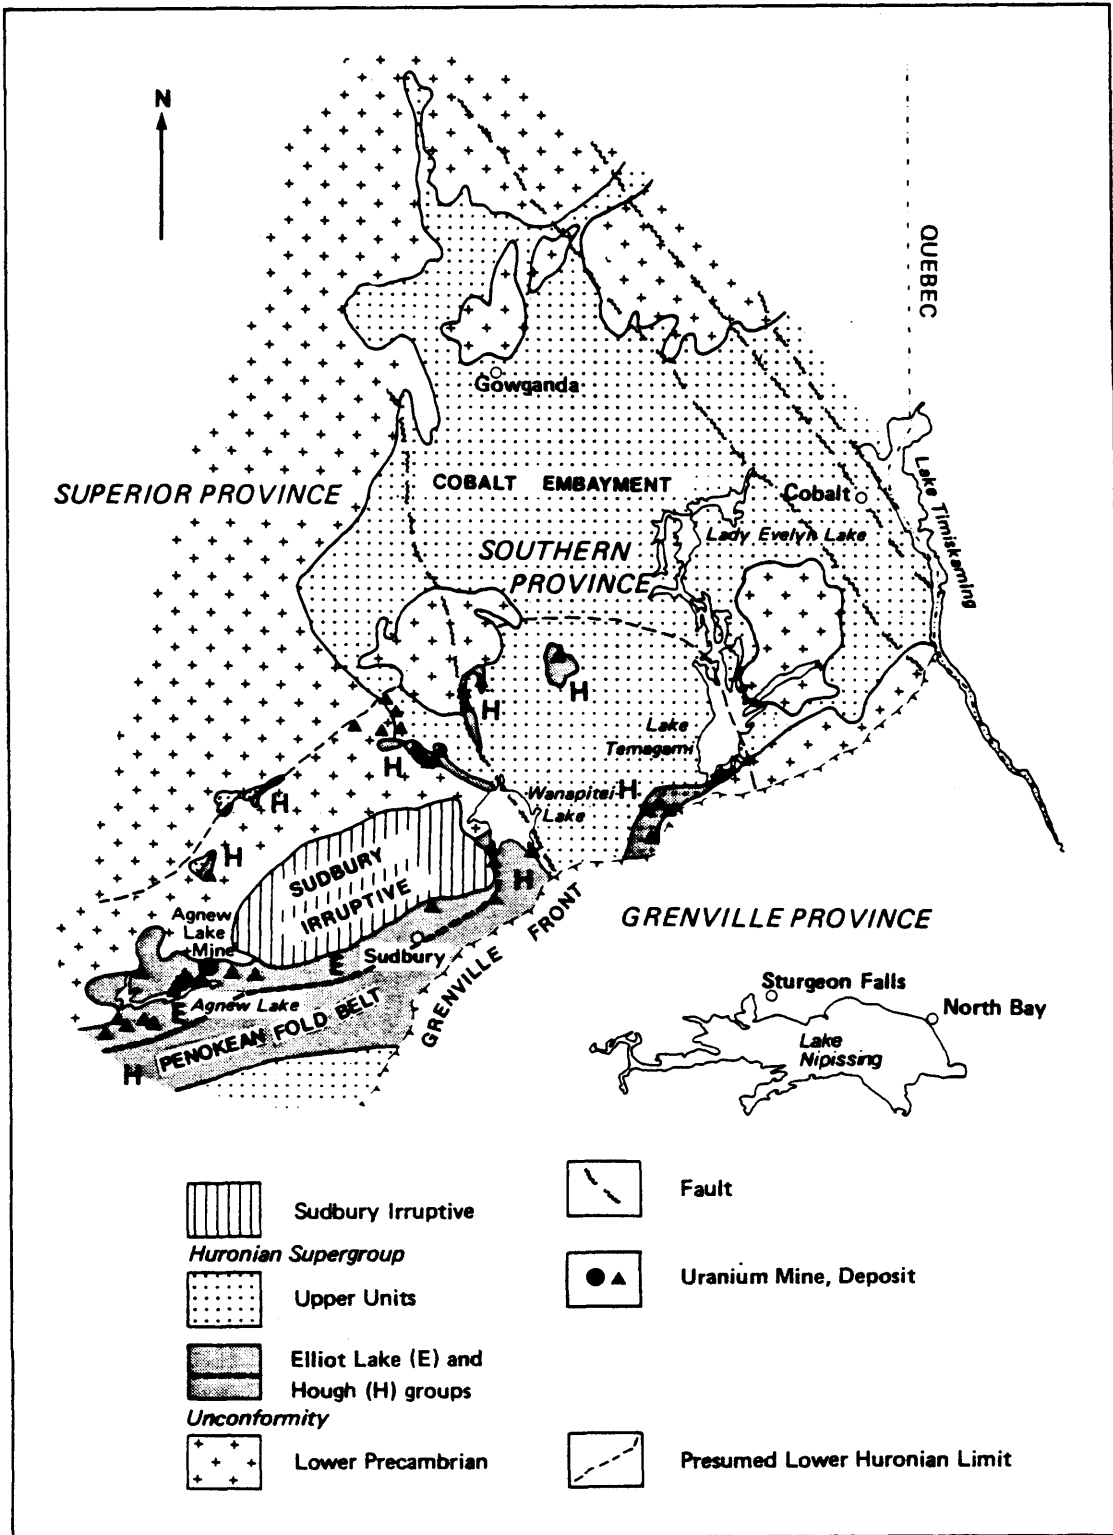 N
QUEBEC
Gowganda
SUPERIOR PROVINCE
COBALT EMBAYMENT
Cobalt
Lake Timiskaming
Lady Evelyn Lake
SOUTHERN
PROVINCE
H
H
Lake
Temagami
H
Wanapitei
Lake
H
H
H
SUDBURY
IRRUPTIVE
H
Agnew
Lake
Mine
Sudbury
E
E
Agnew Lake
PENOKEAN FOLD BELT
H
GRENVILLE FRONT
GRENVILLE PROVINCE
Sturgeon Falls
North Bay
Lake
Nipissing
Sudbury Irruptive
Huronian Supergroup
Upper Units
Elliot Lake (E) and
Hough (H) groups
Unconformity
Lower Precambrian
Fault
Uranium Mine, Deposit
Presumed Lower Huronian Limit